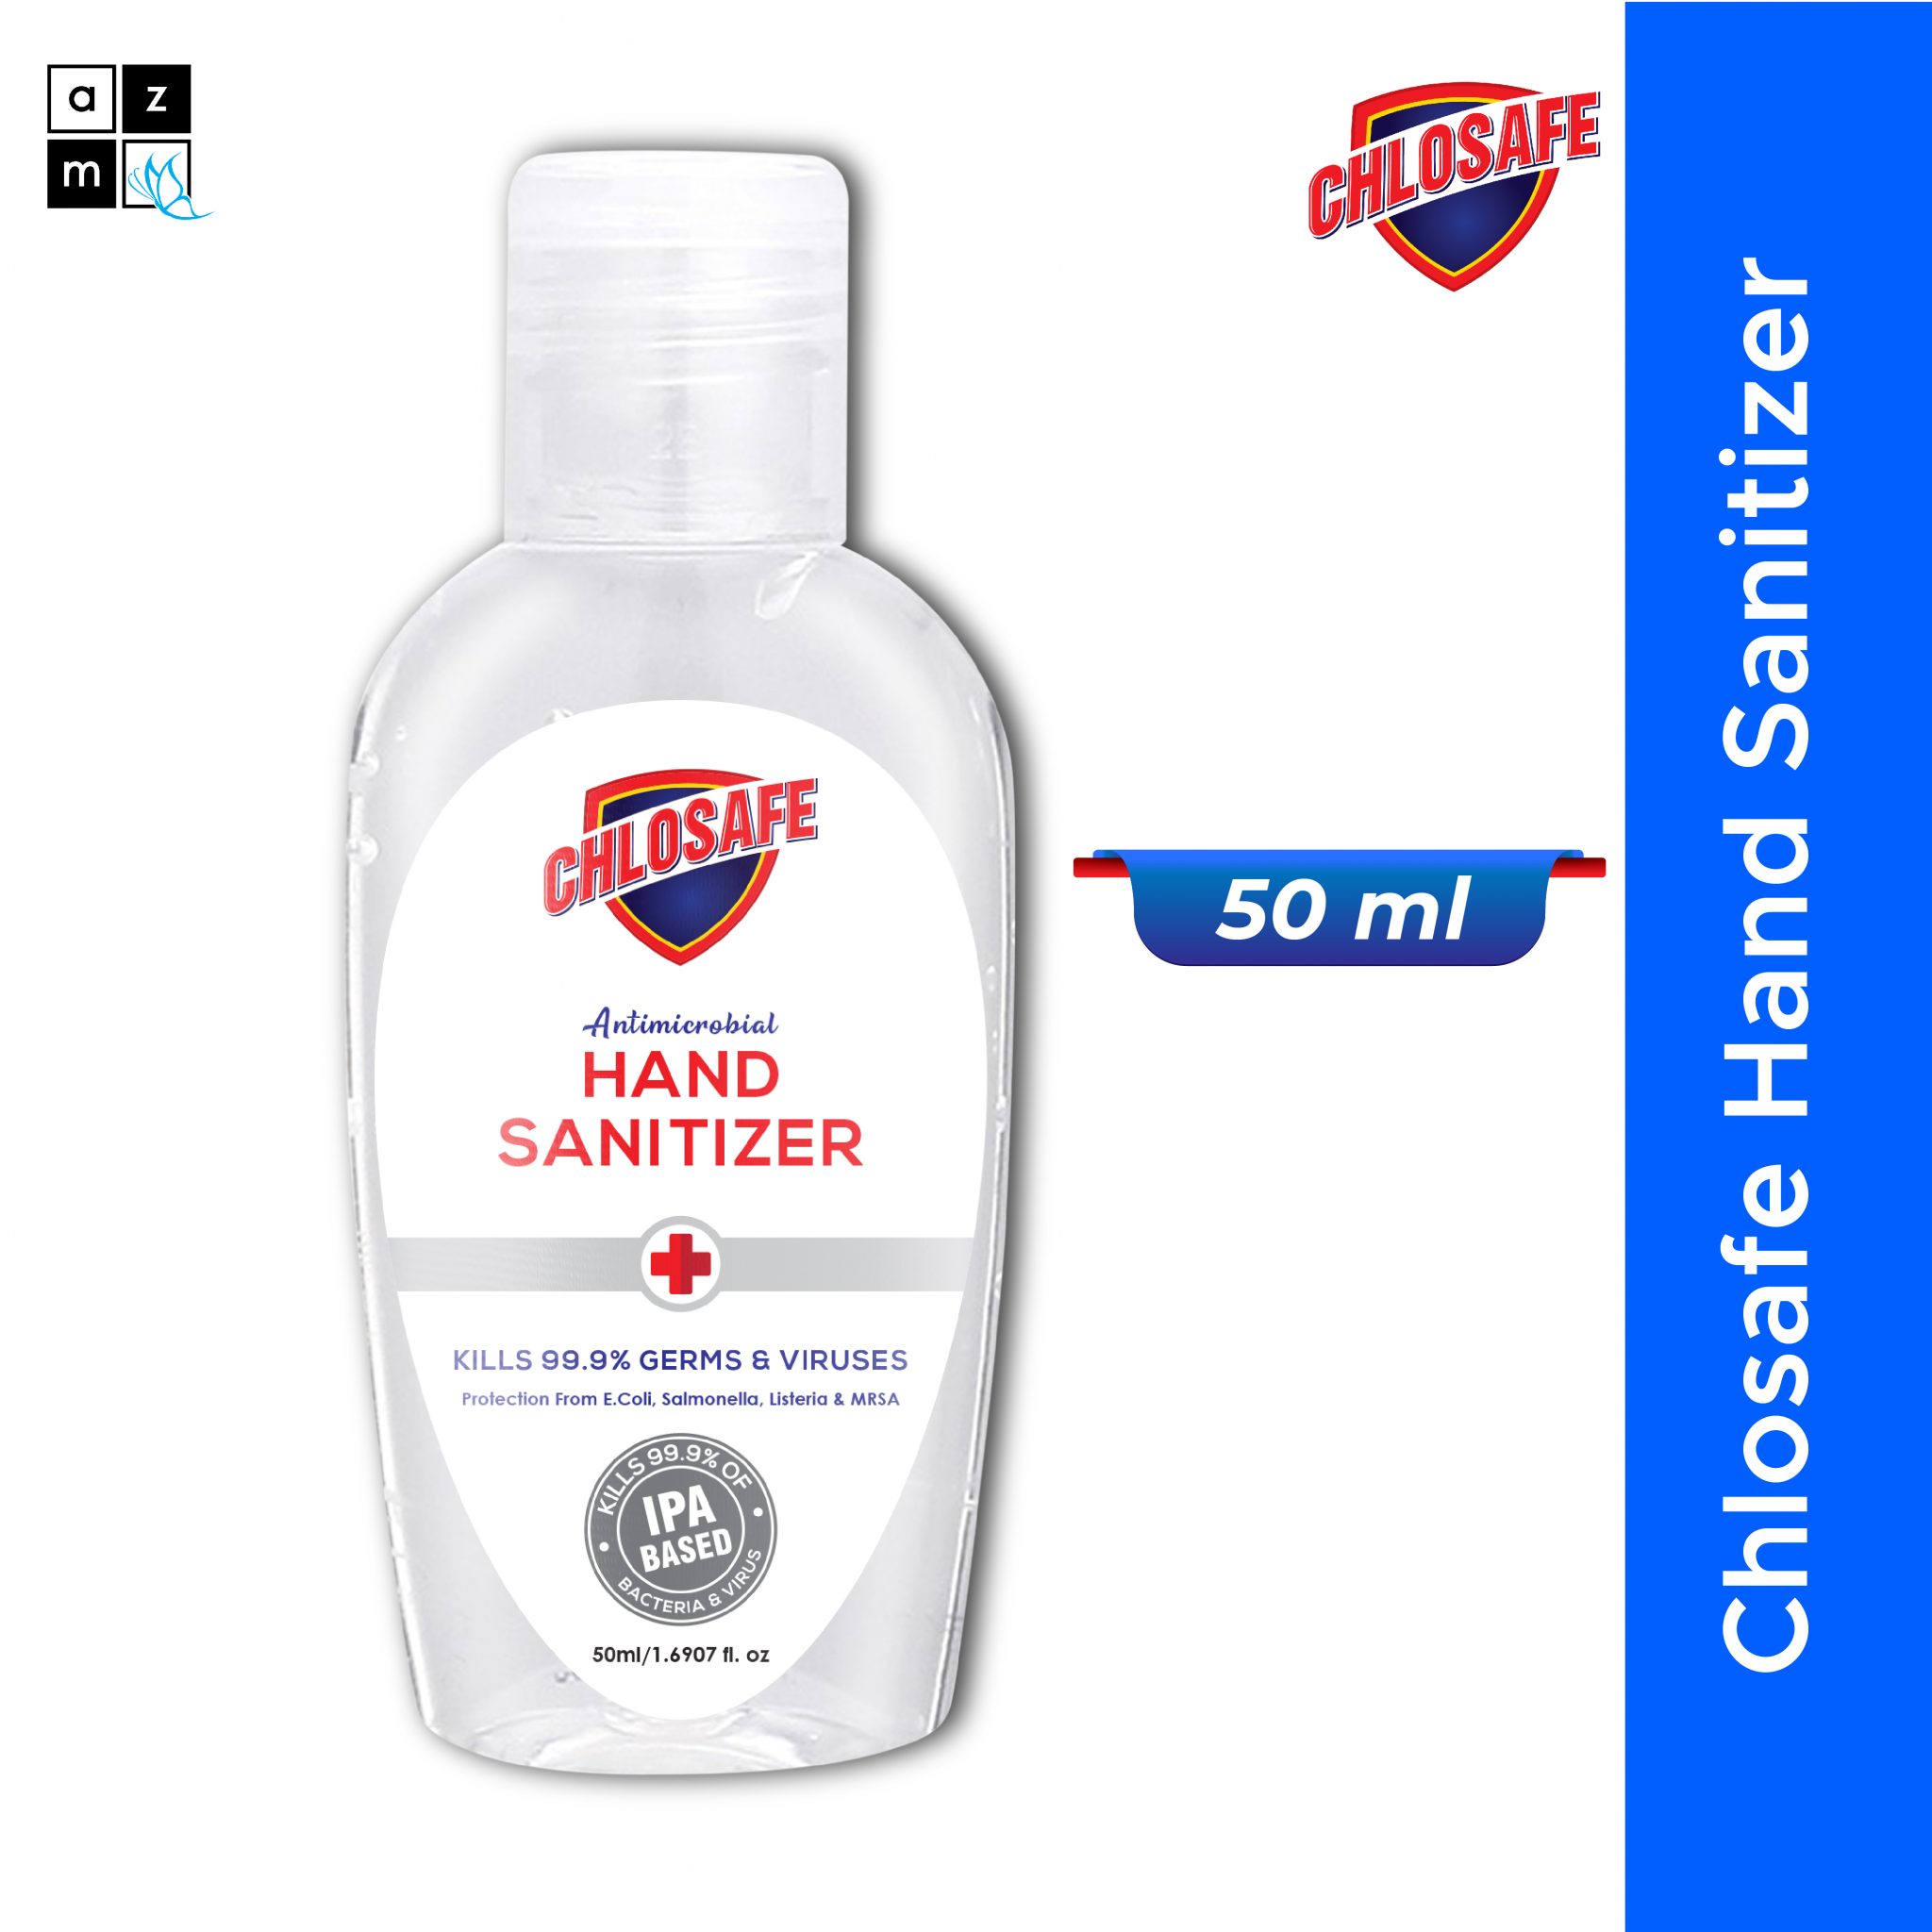 a z
m
CHLOSAFE
CHLOSAFE
Antimicrobial
HAND
SANITIZER
KILLS 99.9% GERMS & VIRUSES
Protection From E.Coli, Salmonella, Listeria & MRSA
KILLS 99.9% OF
IPA
BASED
BACTERIA & VIRUS
50ml/1.6907 fl. oz
50 ml
Chlosafe Hand Sanitizer